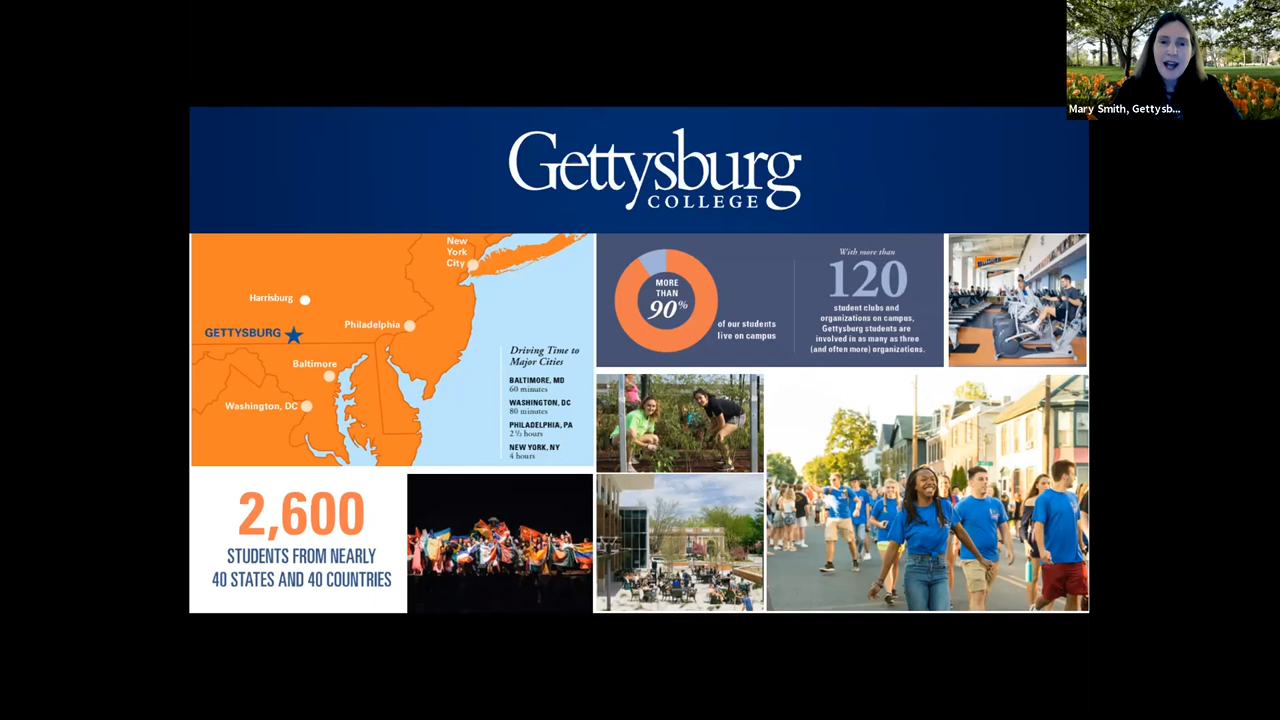 Mary Smith, Gettysb...
Gettysburg
COLLEGE
New
York
City
Harrisburg
GETTYSBURG
Philadelphia
Baltimore
Washington, DC
Driving Time to
Major Cities
BALTIMORE, MD
60 minutes
WASHINGTON, DC
80 minutes
PHILADELPHIA, PA
2 ½ hours
NEW YORK, NY
4 hours
MORE
THAN
90%
of our students
live on campus
With more than
120
student clubs and
organizations on campus,
Gettysburg students are
involved in as many as three
(and often more) organizations.
2,600
STUDENTS FROM NEARLY
40 STATES AND 40 COUNTRIES